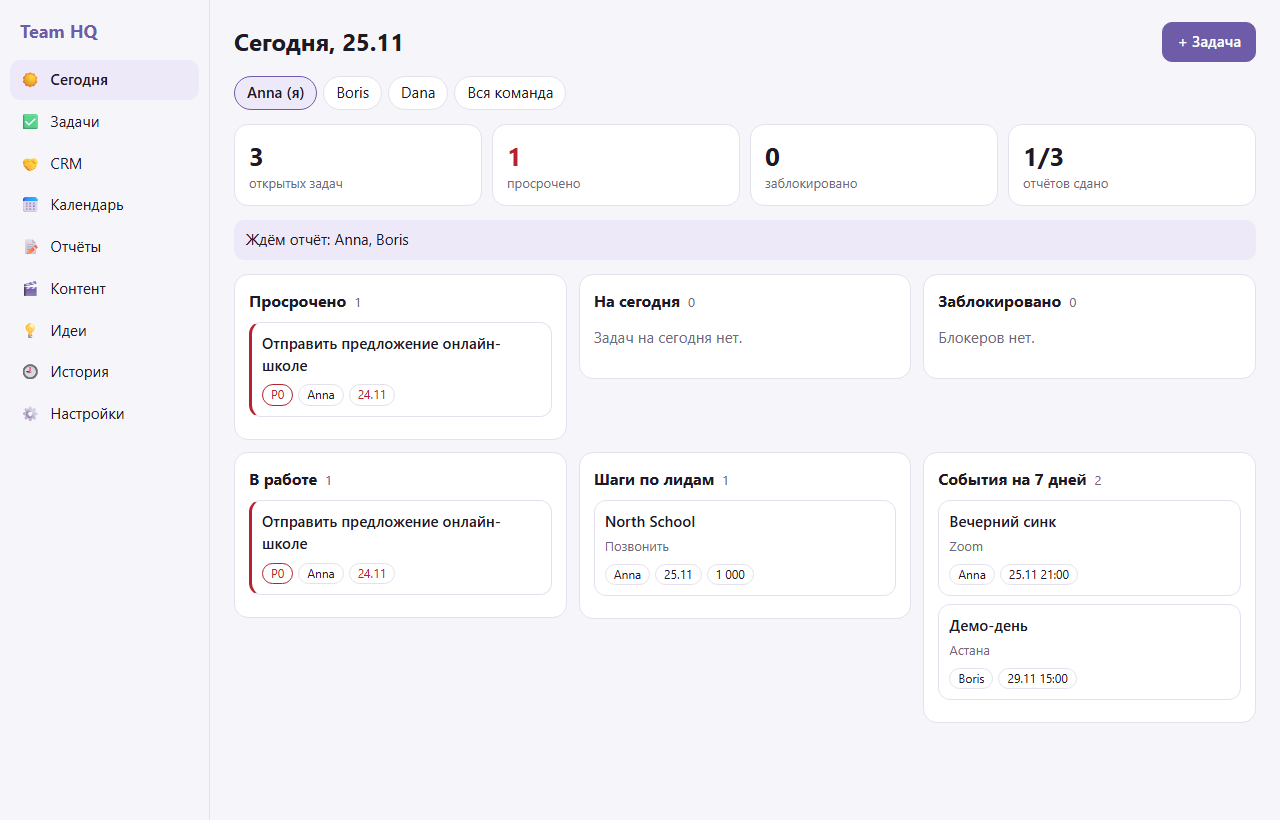 Team HQ
Сегодня
Задачи
CRM
Календарь
Отчёты
Контент
Идеи
История
Настройки
Сегодня, 25.11
+ Задача
Anna (я)
Boris
Dana
Вся команда
3
открытых задач
1
просрочено
0
заблокировано
1/3
отчётов сдано
Ждём отчёт: Anna, Boris
Просрочено 1
Отправить предложение онлайн-
школе
P0 Anna 24.11
На сегодня 0
Задач на сегодня нет.
Заблокировано 0
Блокеров нет.
В работе 1
Отправить предложение онлайн-
школе
P0 Anna 24.11
Шаги по лидам 1
North School
Позвонить
Anna 25.11 1 000
События на 7 дней 2
Вечерний синк
Zoom
Anna 25.11 21:00
Демо-день
Астана
Boris 29.11 15:00